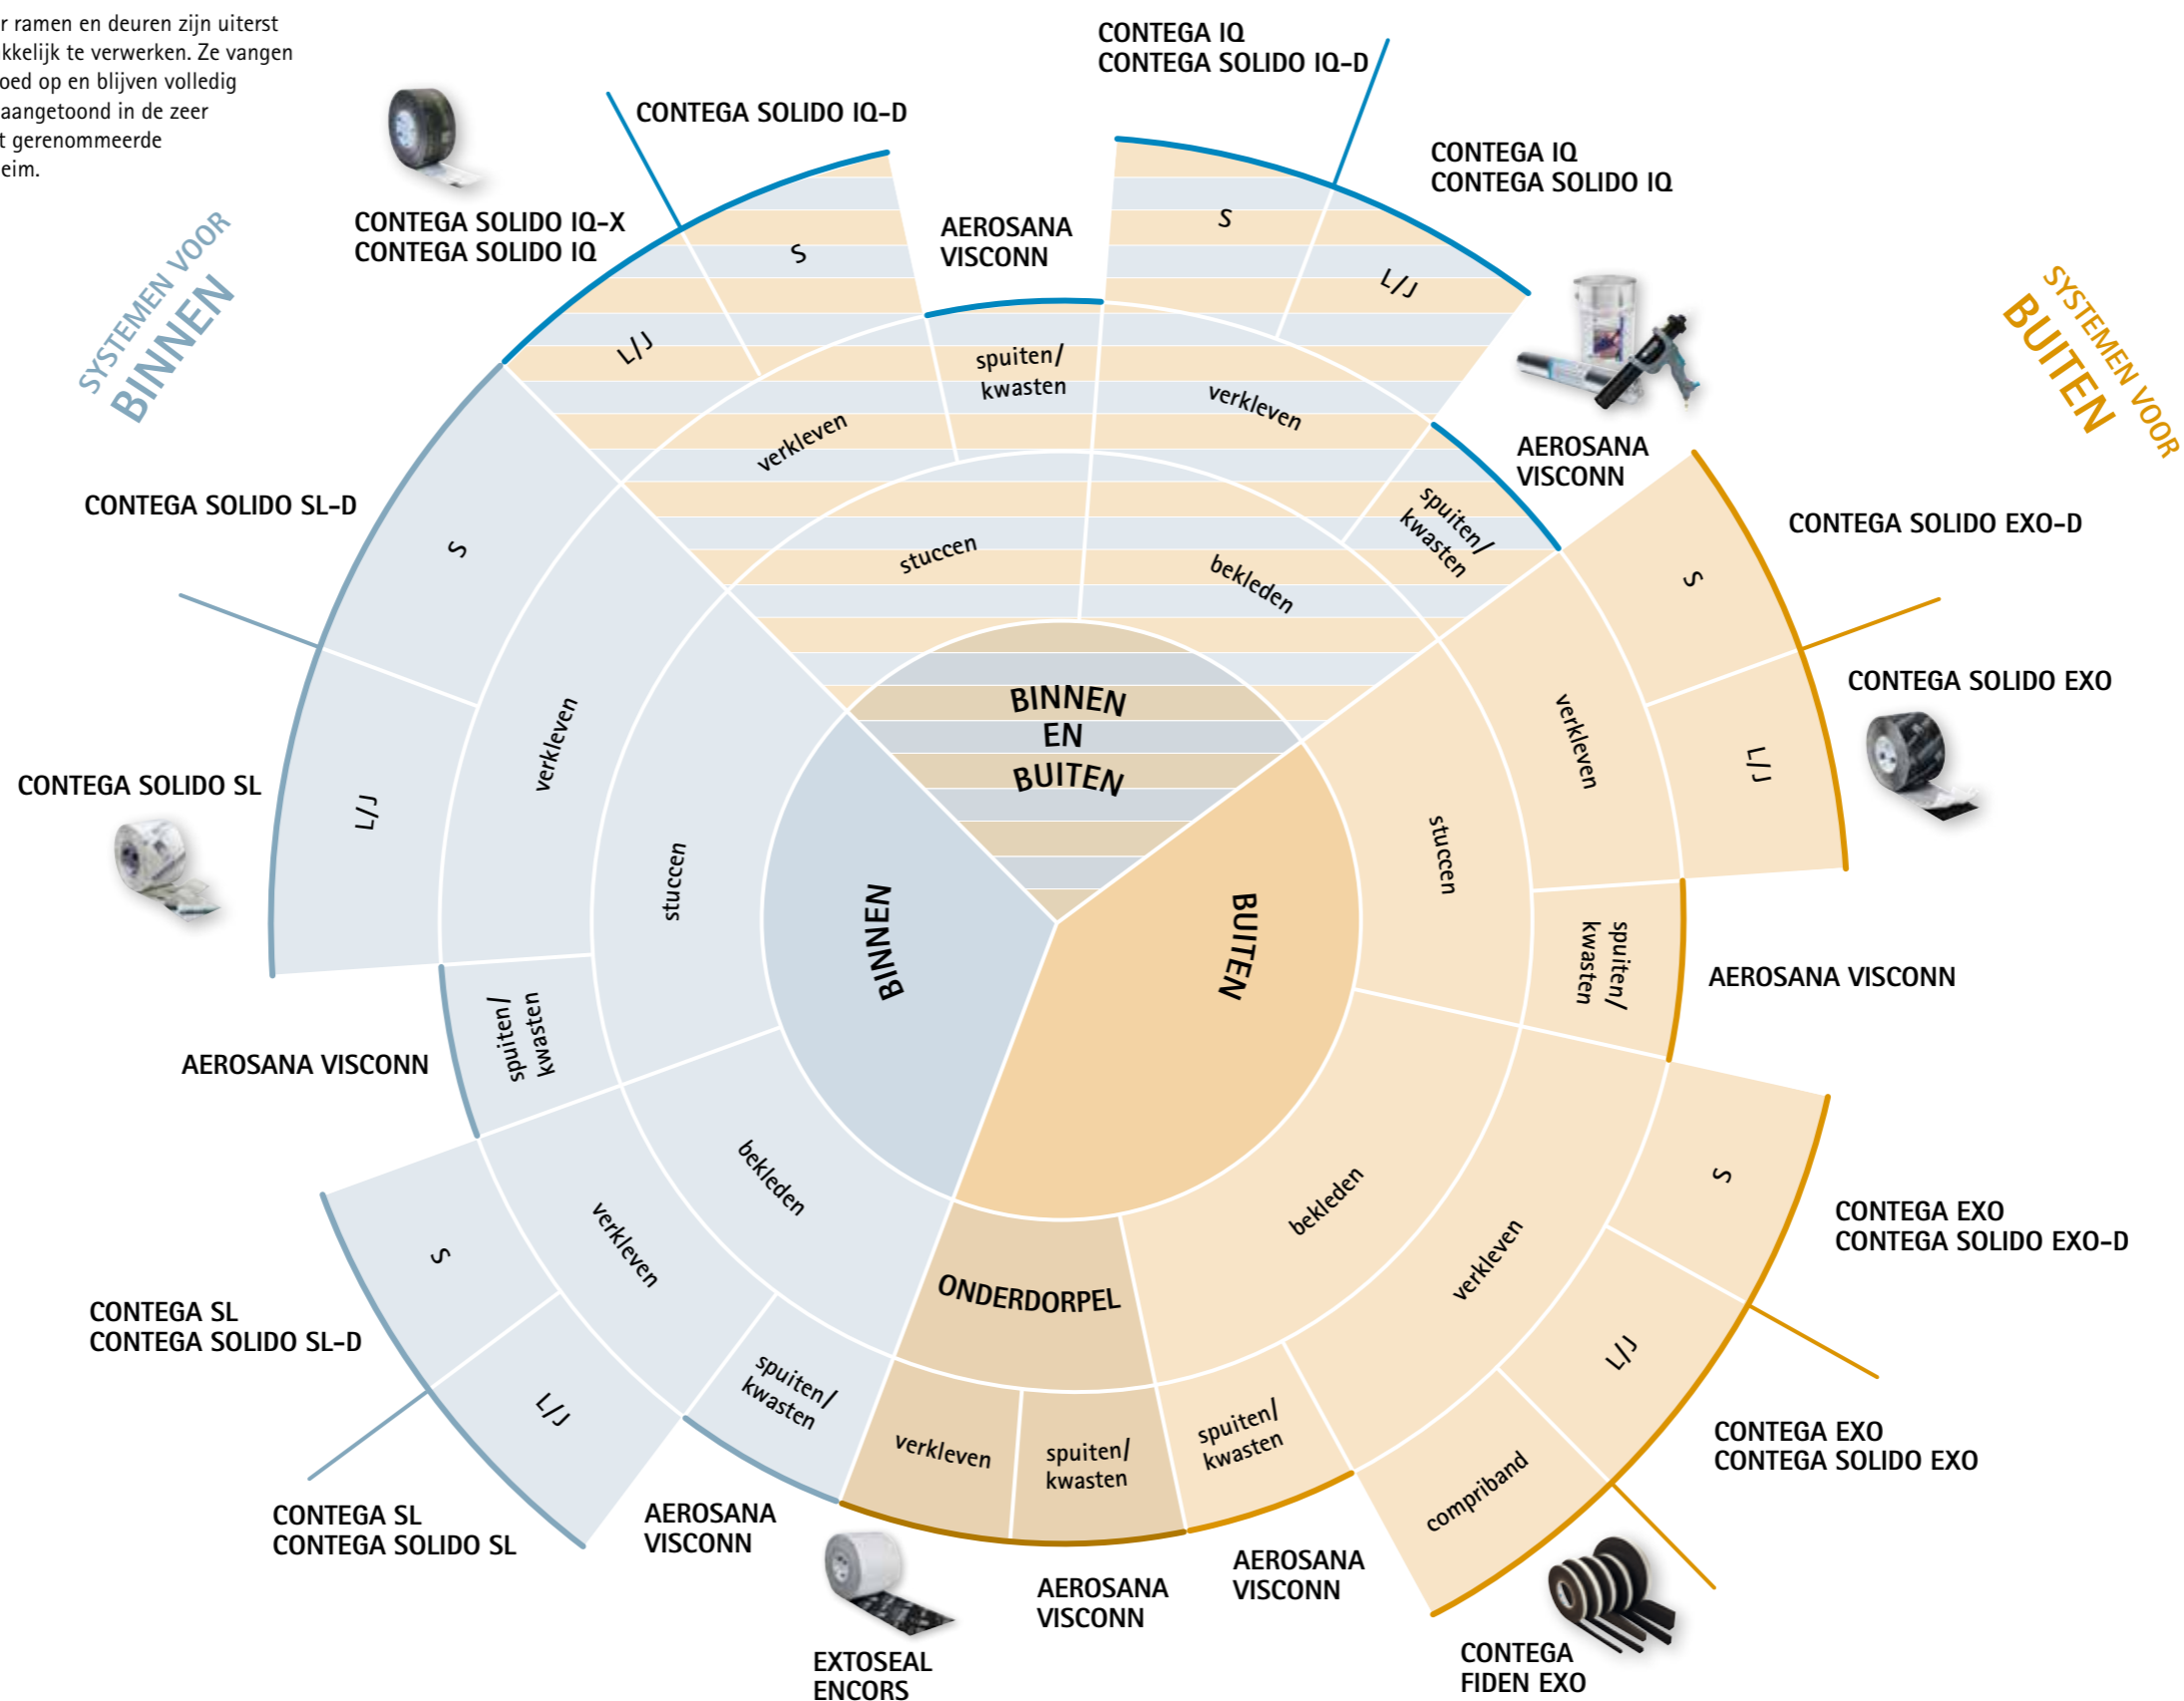 r ramen en deuren zijn uiterst
kkelijk te verwerken. Ze vangen
oed op en blijven volledig
aangetoond in de zeer
t gerenommeerde
eim.
SYSTEMEN VOOR
BINNEN
SYSTEMEN VOOR
BUITEN
CONTEGA SOLIDO IQ-X
CONTEGA SOLIDO IQ
CONTEGA SOLIDO IQ-D
AEROSANA
VISCONN
CONTEGA IQ
CONTEGA SOLIDO IQ-D
CONTEGA IQ
CONTEGA SOLIDO IQ
AEROSANA
VISCONN
L/J
S
S
L/J
verkleven
spuiten/
kwasten
verkleven
spuiten/
kwasten
stuccen
bekleden
BINNEN
EN
BUITEN
CONTEGA SOLIDO EXO-D
CONTEGA SOLIDO EXO
S
L/J
verkleven
stuccen
spuiten/
kwasten
AEROSANA VISCONN
BUITEN
bekleden
verkleven
S
L/J
compriband
spuiten/
kwasten
CONTEGA EXO
CONTEGA SOLIDO EXO-D
CONTEGA EXO
CONTEGA SOLIDO EXO
CONTEGA
FIDEN EXO
AEROSANA
VISCONN
ONDERDORPEL
verkleven
spuiten/
kwasten
AEROSANA
VISCONN
EXTOSEAL
ENCORS
BINNEN
CONTEGA SOLIDO SL-D
CONTEGA SOLIDO SL
S
L/J
verkleven
stuccen
spuiten/
kwasten
AEROSANA VISCONN
bekleden
verkleven
S
L/J
spuiten/
kwasten
CONTEGA SL
CONTEGA SOLIDO SL-D
CONTEGA SL
CONTEGA SOLIDO SL
AEROSANA
VISCONN